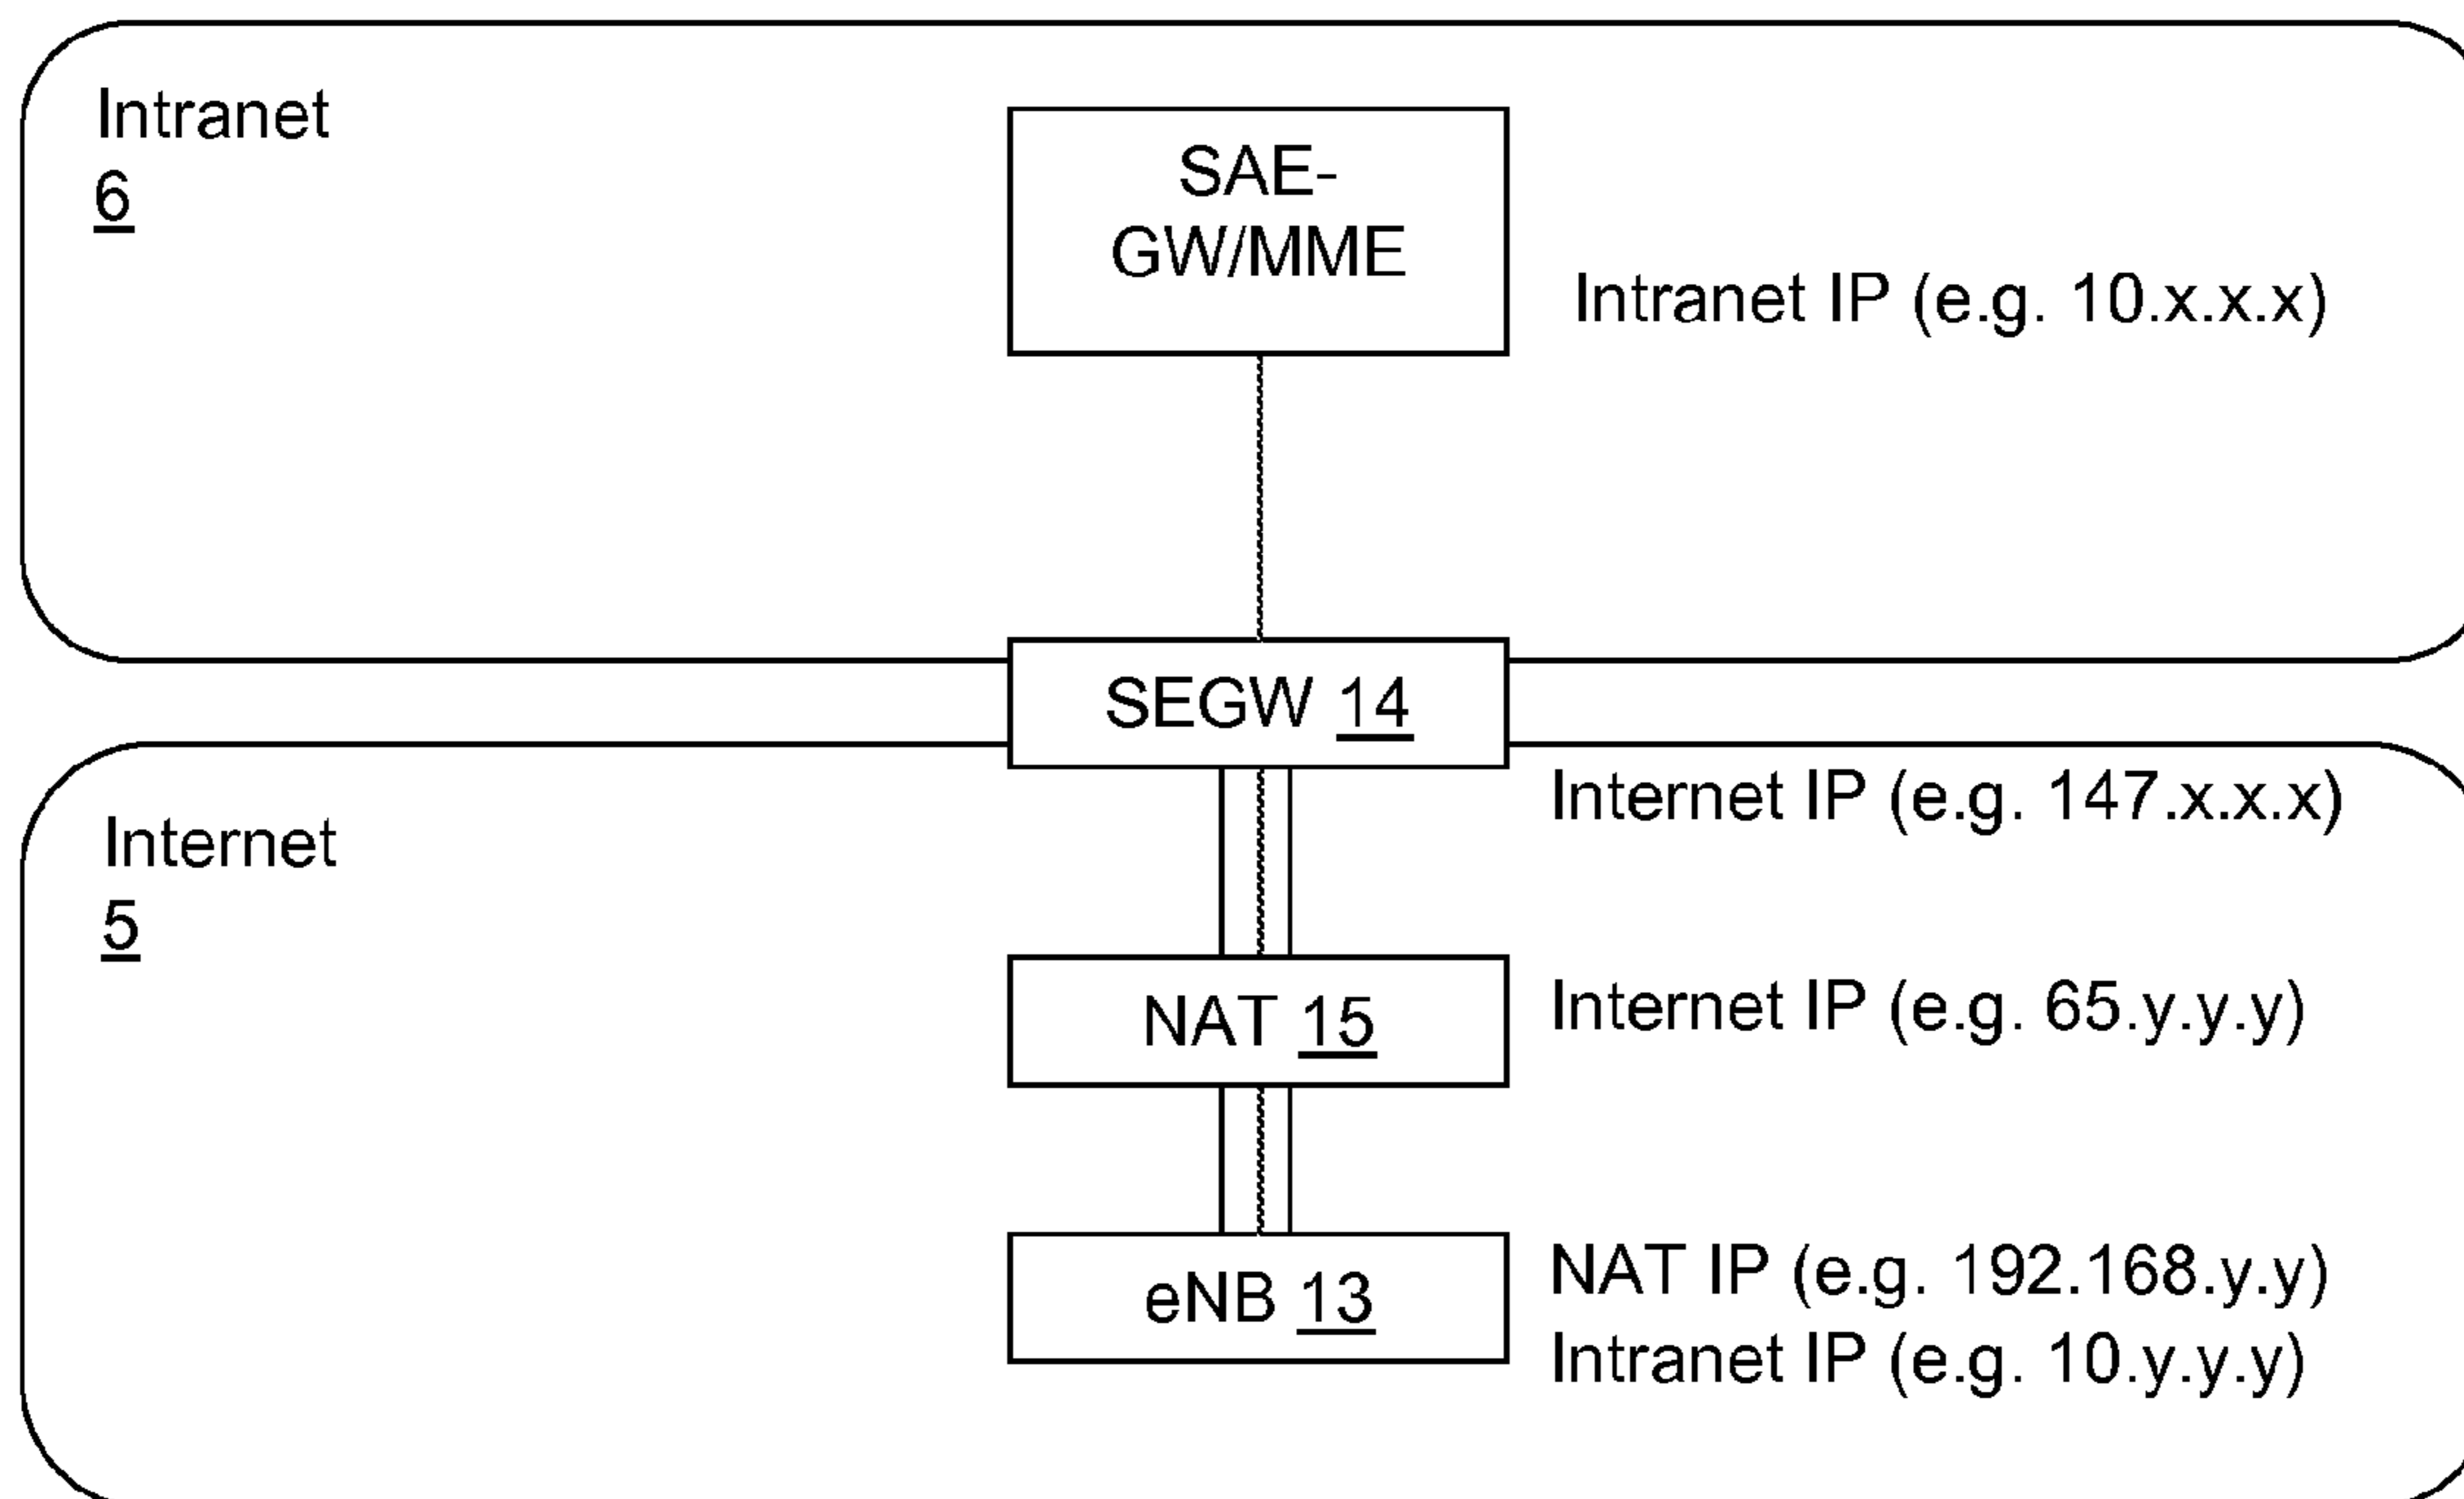 Intranet
6
SAE-
GW/MME
Intranet IP (e.g. 10.x.x.x)
SEGW 14
Internet IP (e.g. 147.x.x.x)
Internet
5
NAT 15
Internet IP (e.g. 65.y.y.y)
eNB 13
NAT IP (e.g. 192.168.y.y)
Intranet IP (e.g. 10.y.y.y)